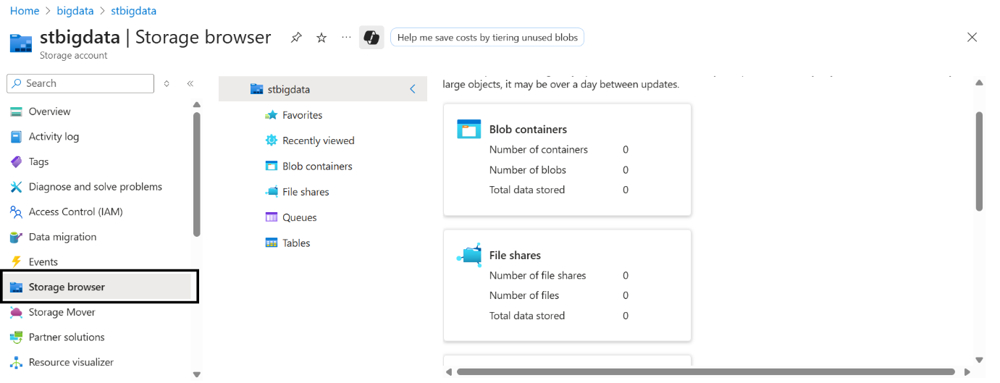 Home > bigdata > stbigdata
stbigdata | Storage browser
Storage account
Help me save costs by tiering unused blobs
Search
Overview
Activity log
Tags
Diagnose and solve problems
Access Control (IAM)
Data migration
Events
Storage browser
Storage Mover
Partner solutions
Resource visualizer
stbigdata
Favorites
Recently viewed
Blob containers
File shares
Queues
Tables
large objects, it may be over a day between updates.
Blob containers
Number of containers 0
Number of blobs 0
Total data stored 0
File shares
Number of file shares 0
Number of files 0
Total data stored 0